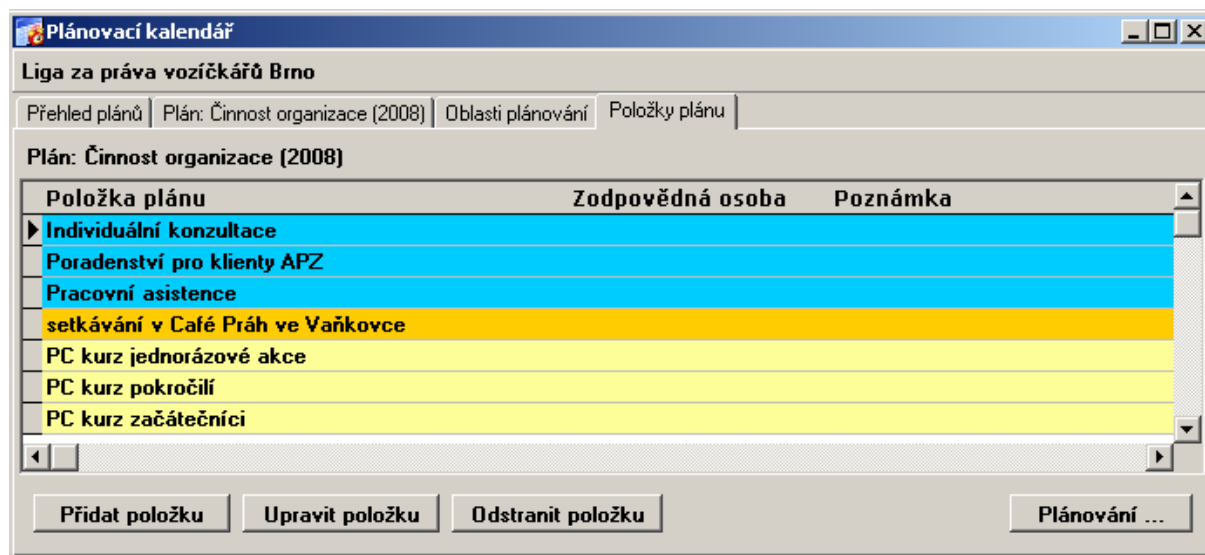 Plánovací kalendář
Liga za práva vozíčkářů Brno
Přehled plánů Plán: Činnost organizace (2008) Oblasti plánování Položky plánu
Plán: Činnost organizace (2008)
Položka plánu Zodpovědná osoba Poznámka
Individuální konzultace
Poradenství pro klienty APZ
Pracovní asistence
setkávání v Café Práh ve Vaňkovce
PC kurz jednorázové akce
PC kurz pokročilí
PC kurz začátečníci
Přidat položku Upravit položku Odstranit položku Plánování ...